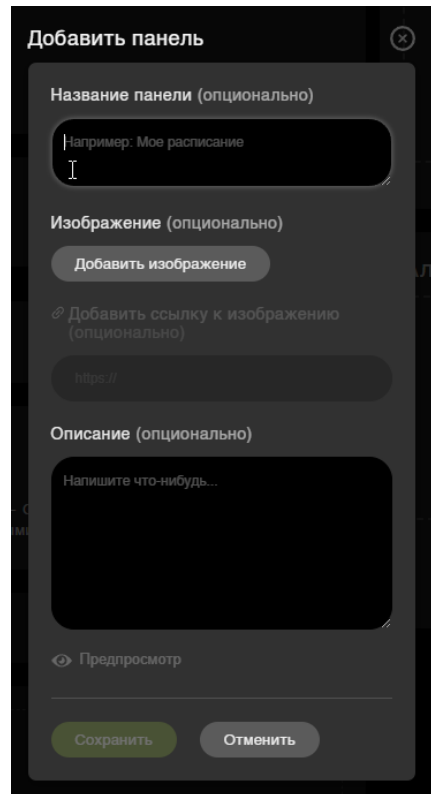 Добавить панель
Название панели (опционально)
Например: Мое расписание
Изображение (опционально)
Добавить изображение
Добавить ссылку к изображению
(опционально)
https://
Описание (опционально)
Напишите что-нибудь...
Предпросмотр
Сохранить
Отменить